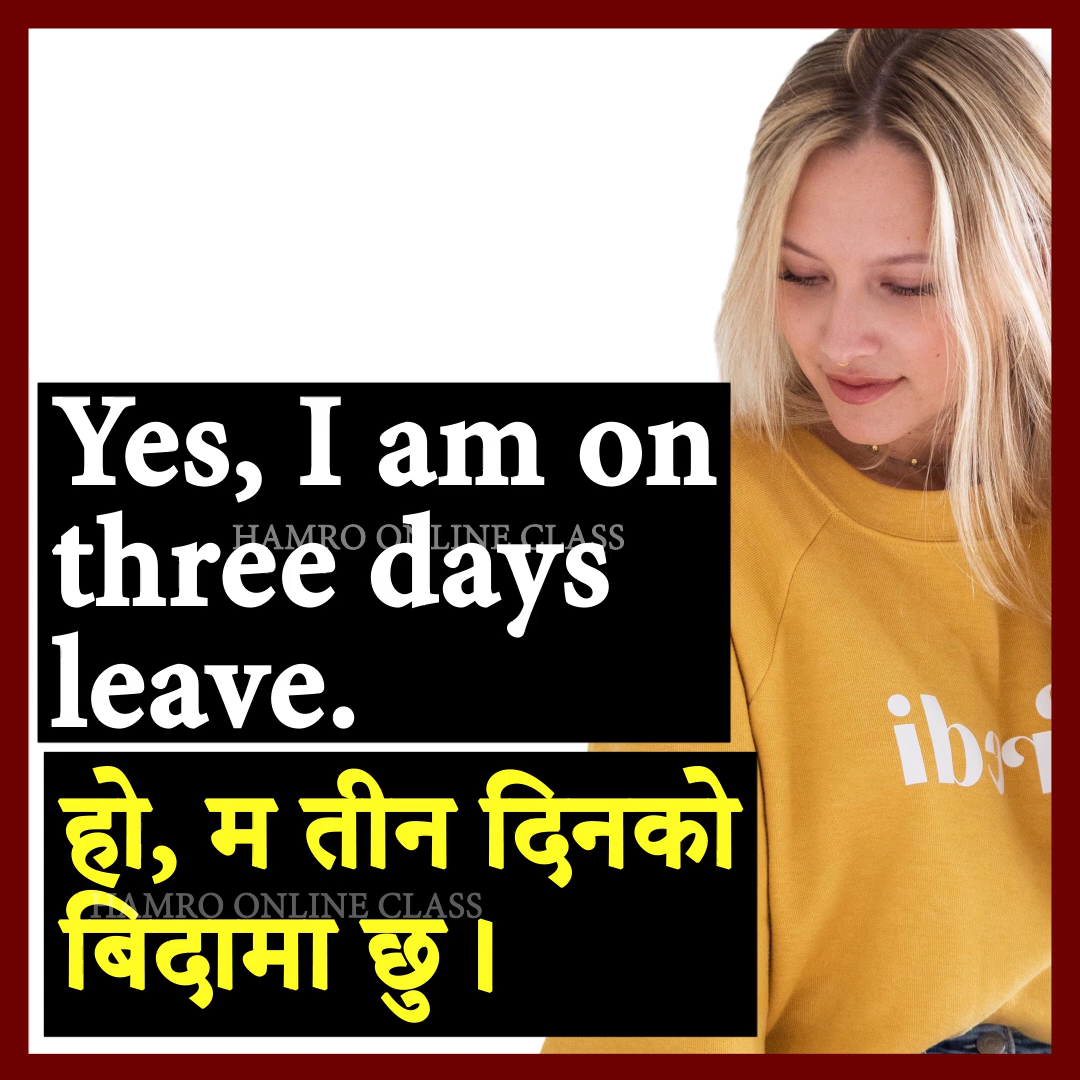 Yes, I am on
three days
leave.
HAMRO ONLINE CLASS
हो, म तीन दिनको
बिदामा छु ।
HAMRO ONLINE CLASS